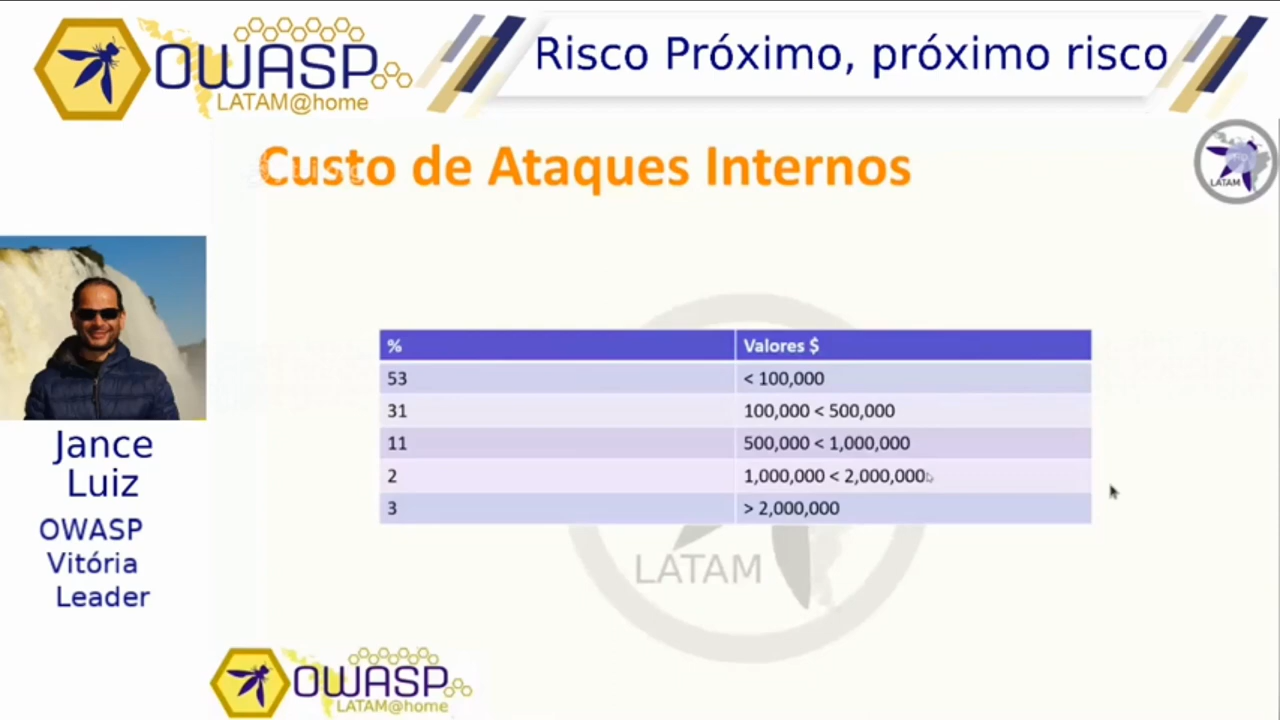 OWASP
LATAM@home
Risco Próximo, próximo risco
Custo de Ataques Internos
LATAM
% Valores $
53 < 100,000
31 100,000 < 500,000
11 500,000 < 1,000,000
2 1,000,000 < 2,000,000
3 > 2,000,000
LATAM
Jance
Luiz
OWASP
Vitória
Leader
OWASP
LATAM@home